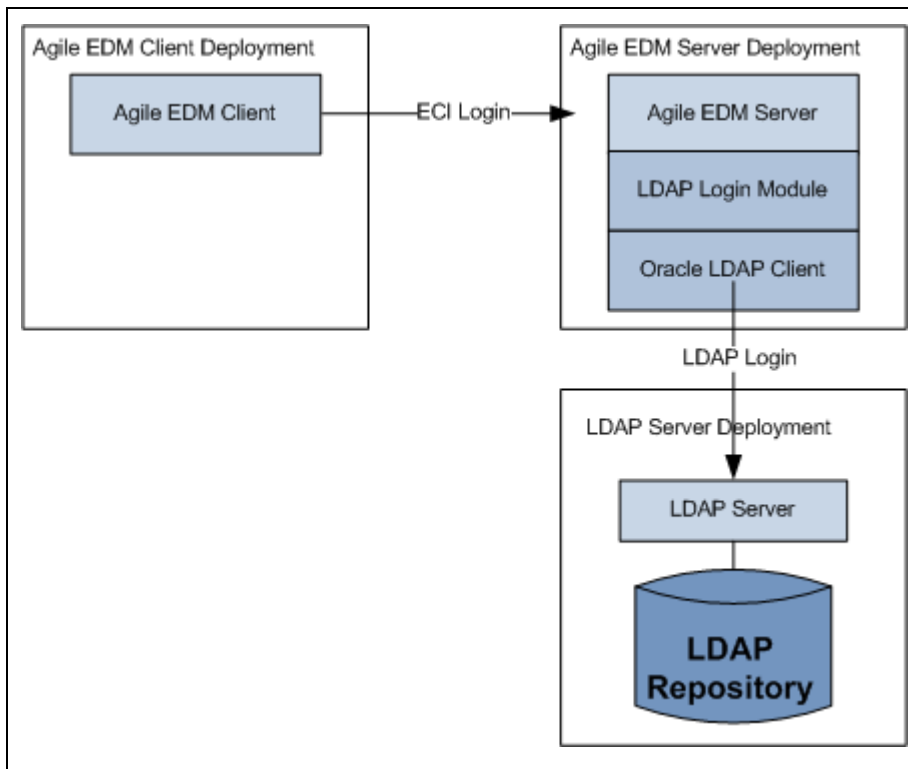 Agile EDM Client Deployment
Agile EDM Client
ECI Login
Agile EDM Server Deployment
Agile EDM Server
LDAP Login Module
Oracle LDAP Client
LDAP Login
LDAP Server Deployment
LDAP Server
LDAP
Repository